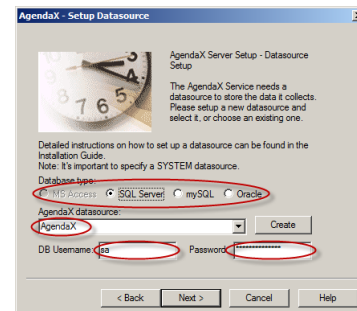 AgendaX - Setup Datasource
AgendaX Server Setup - Datasource
Setup
The AgendaX Service needs a
datasource to store the data it collects.
Please setup a new datasource and
select it, or choose an existing one.
Detailed instructions on how to set up a datasource can be found in the
Installation Guide.
Note: It's important to specify a SYSTEM datasource.
Database type:
MS Access SQL Server mySQL Oracle
AgendaX datasource:
AgendaX Create
DB Username: sa Password: **************
< Back Next > Cancel Help